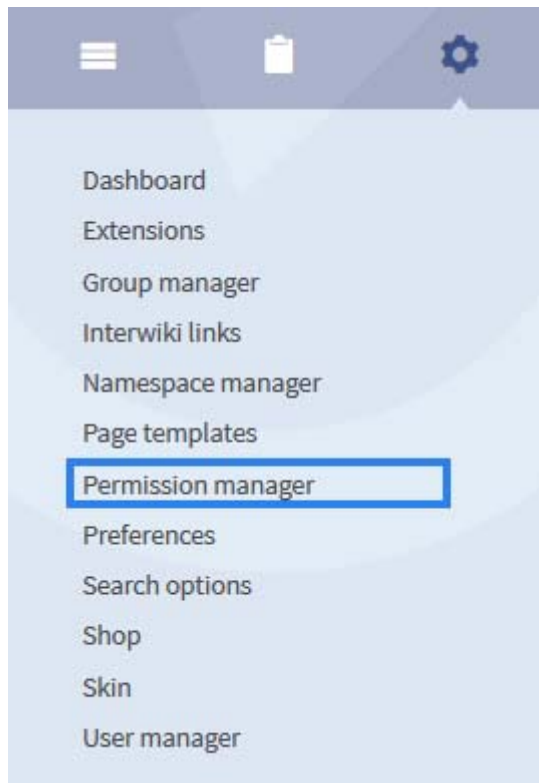 Dashboard
Extensions
Group manager
Interwiki links
Namespace manager
Page templates
Permission manager
Preferences
Search options
Shop
Skin
User manager